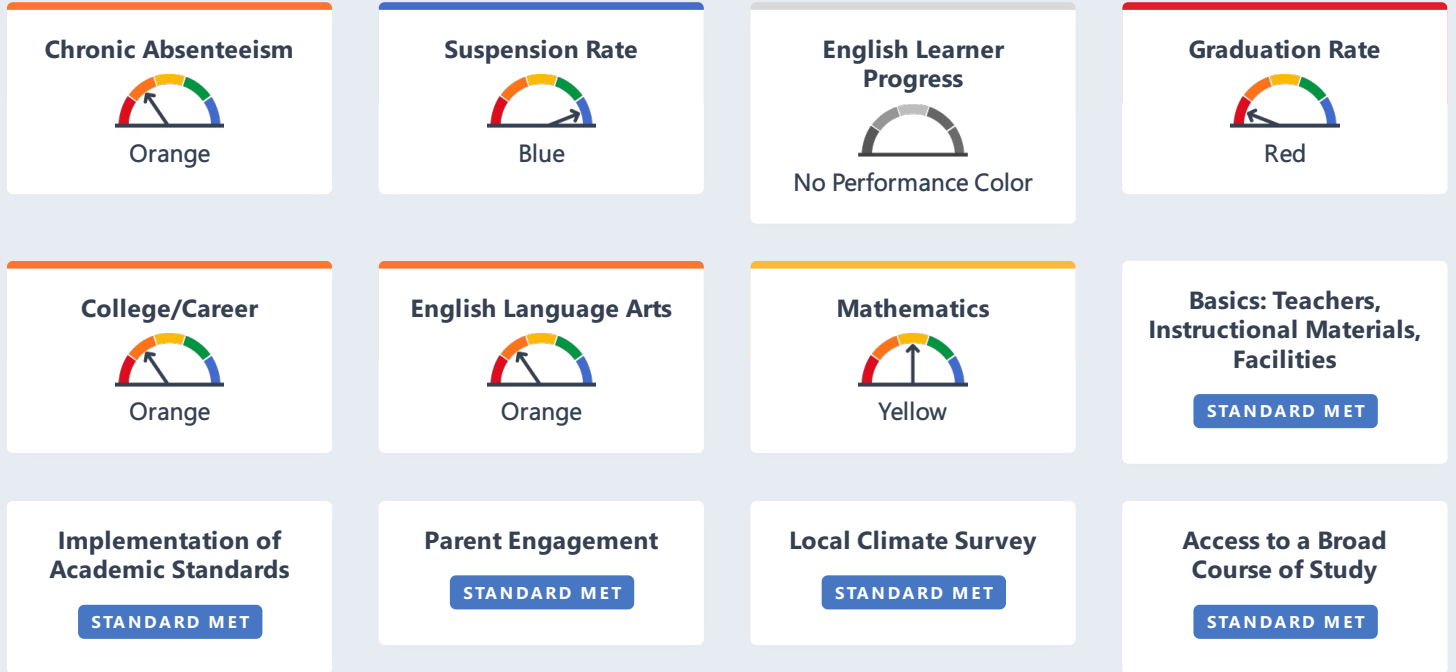 Chronic Absenteeism
Orange
Suspension Rate
Blue
English Learner
Progress
No Performance Color
Graduation Rate
Red
College/Career
Orange
English Language Arts
Orange
Mathematics
Yellow
Basics: Teachers,
Instructional Materials,
Facilities
STANDARD MET
Implementation of
Academic Standards
STANDARD MET
Parent Engagement
STANDARD MET
Local Climate Survey
STANDARD MET
Access to a Broad
Course of Study
STANDARD MET